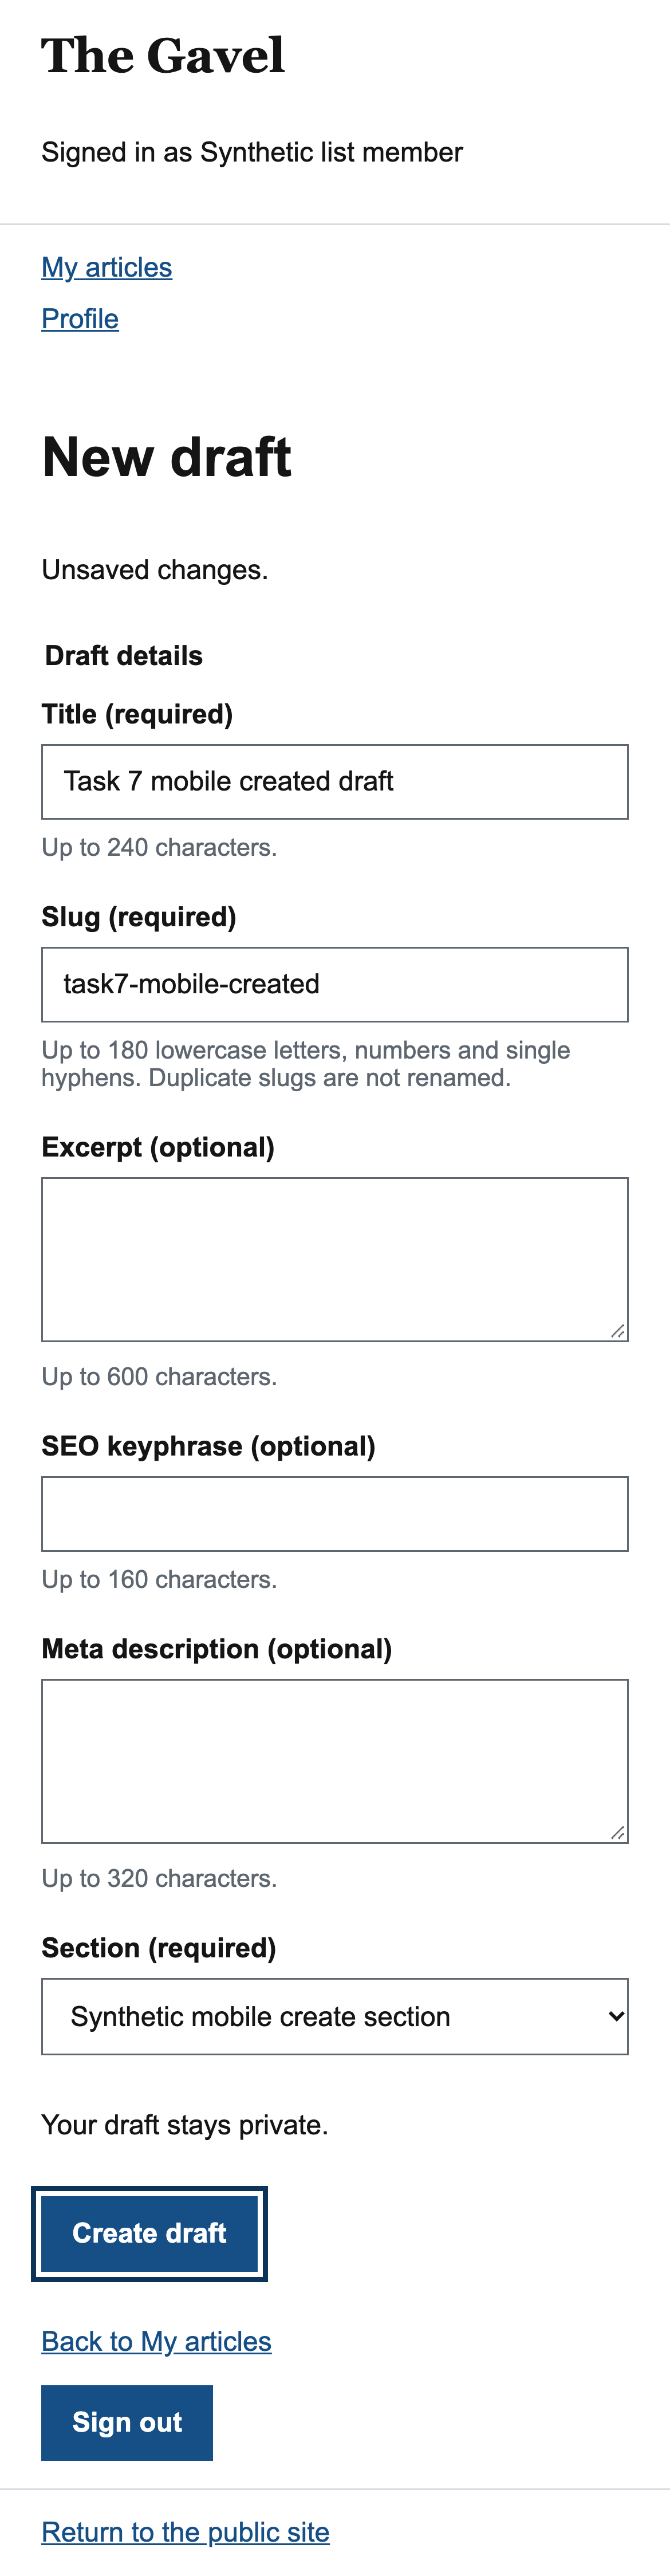 The Gavel
Signed in as Synthetic list member
My articles
Profile
New draft
Unsaved changes.
Draft details
Title (required)
Task 7 mobile created draft
Up to 240 characters.
Slug (required)
task7-mobile-created
Up to 180 lowercase letters, numbers and single
hyphens. Duplicate slugs are not renamed.
Excerpt (optional)
Up to 600 characters.
SEO keyphrase (optional)
Up to 160 characters.
Meta description (optional)
Up to 320 characters.
Section (required)
Synthetic mobile create section
Your draft stays private.
Create draft
Back to My articles
Sign out
Return to the public site